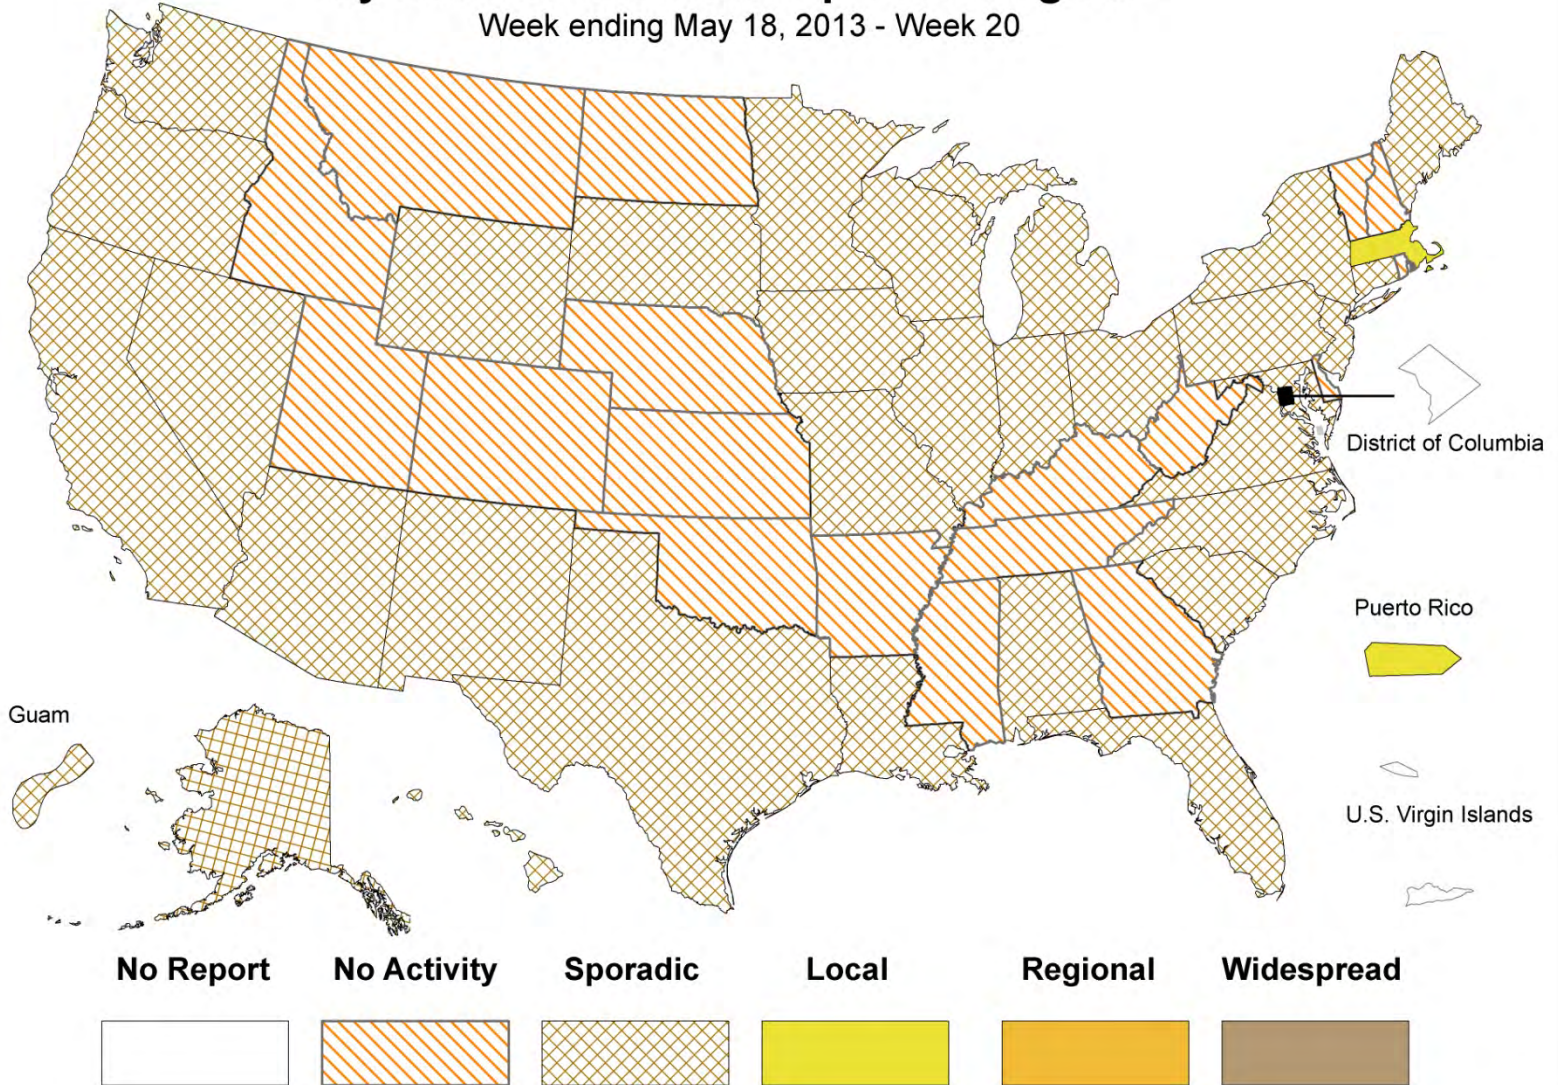 Week ending May 18, 2013 - Week 20
District of Columbia
Puerto Rico
Guam
U.S. Virgin Islands
No Report No Activity Sporadic Local Regional Widespread